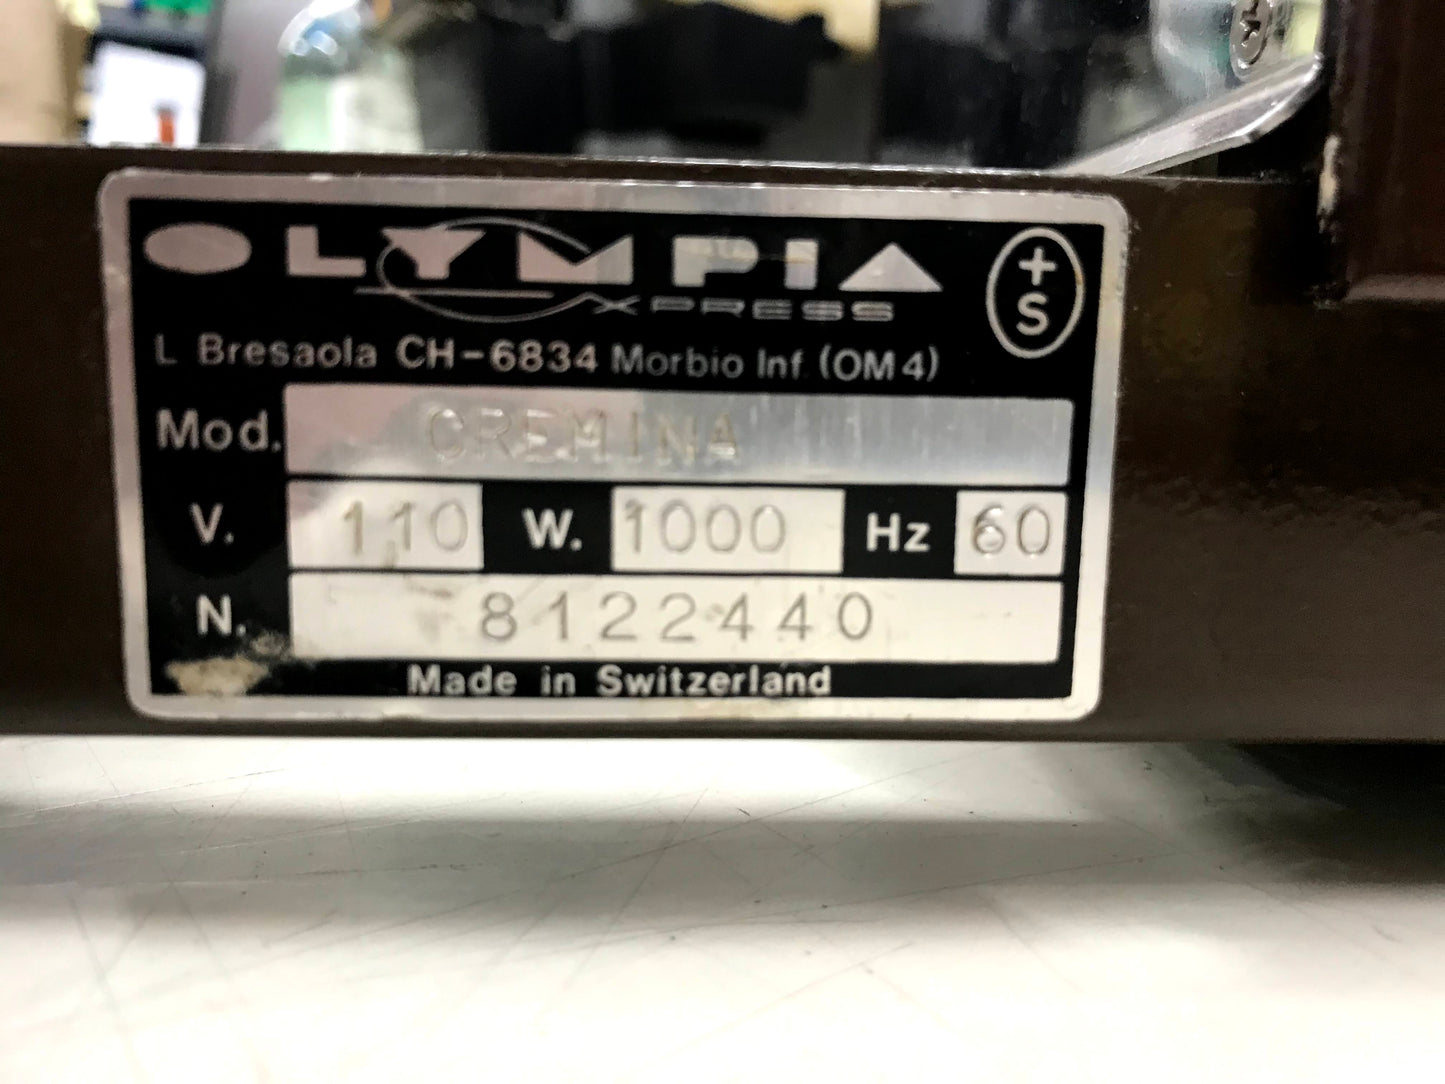 OLYMPIA
XPRESS
+
S
L Bresaola CH-6834 Morbio Inf. (OM4)
Mod. CREMINA
V. 110 W. 1000 Hz 60
N. 8122440
Made in Switzerland